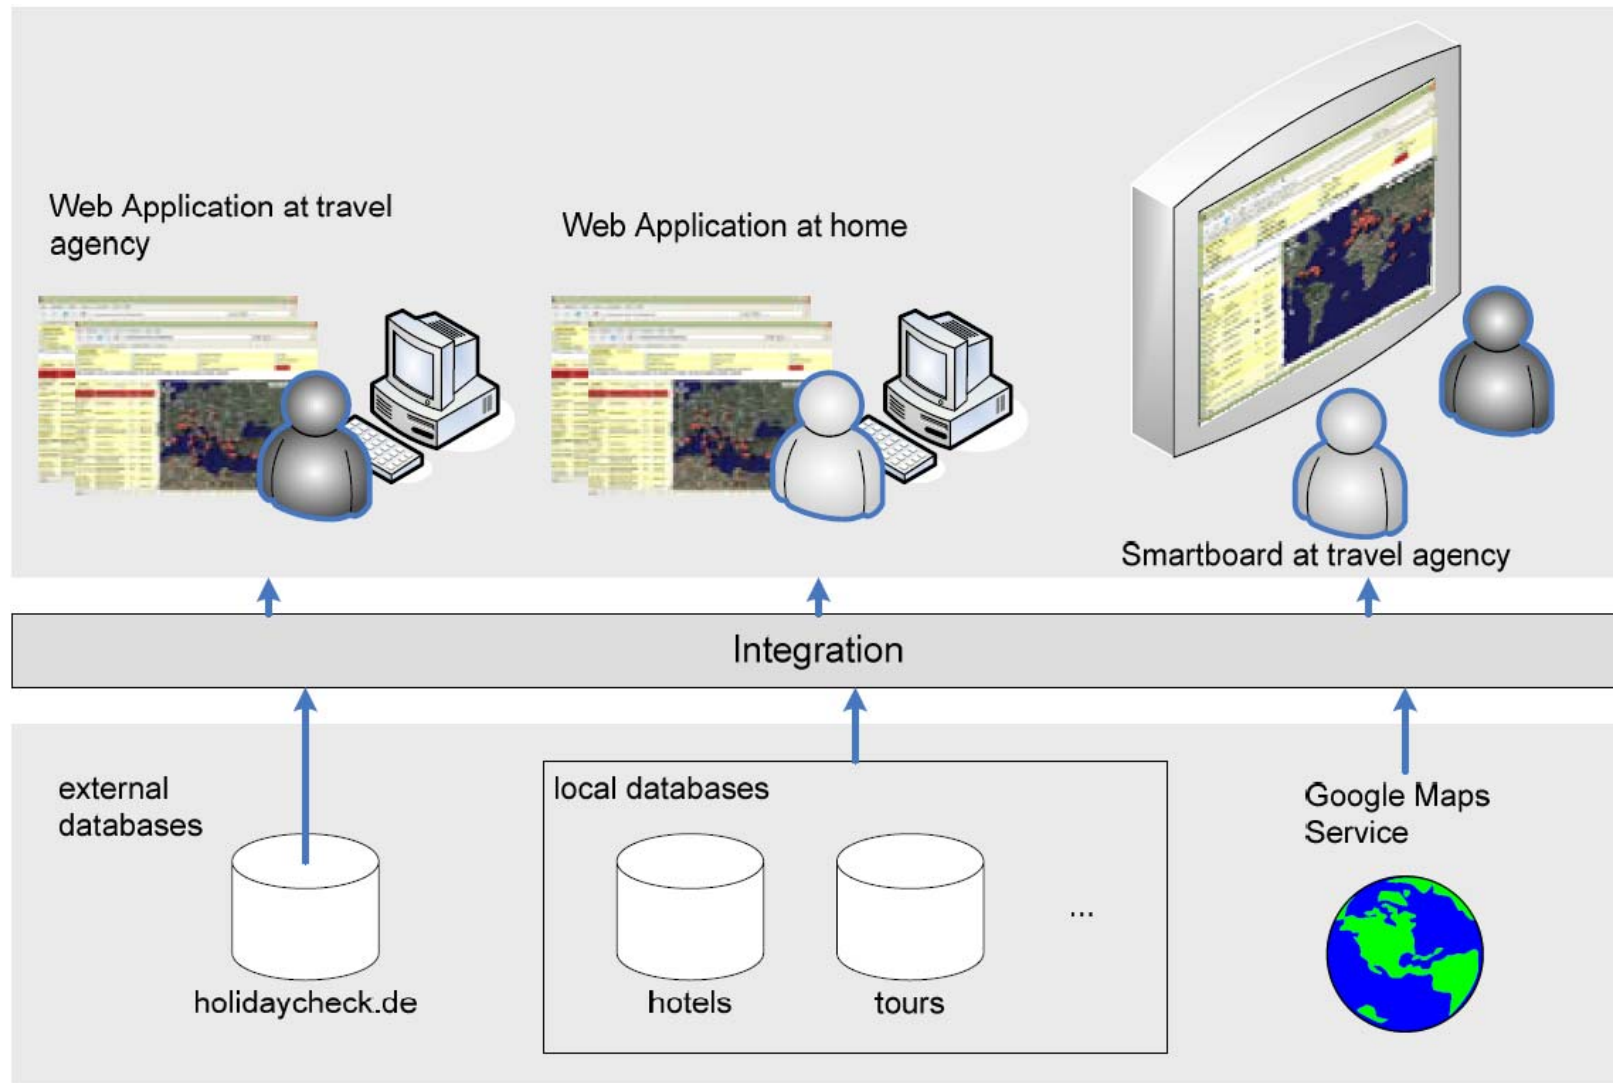 Web Application at travel
agency
Web Application at home
Smartboard at travel agency
Integration
external
databases
holidaycheck.de
local databases
hotels
tours
...
Google Maps
Service